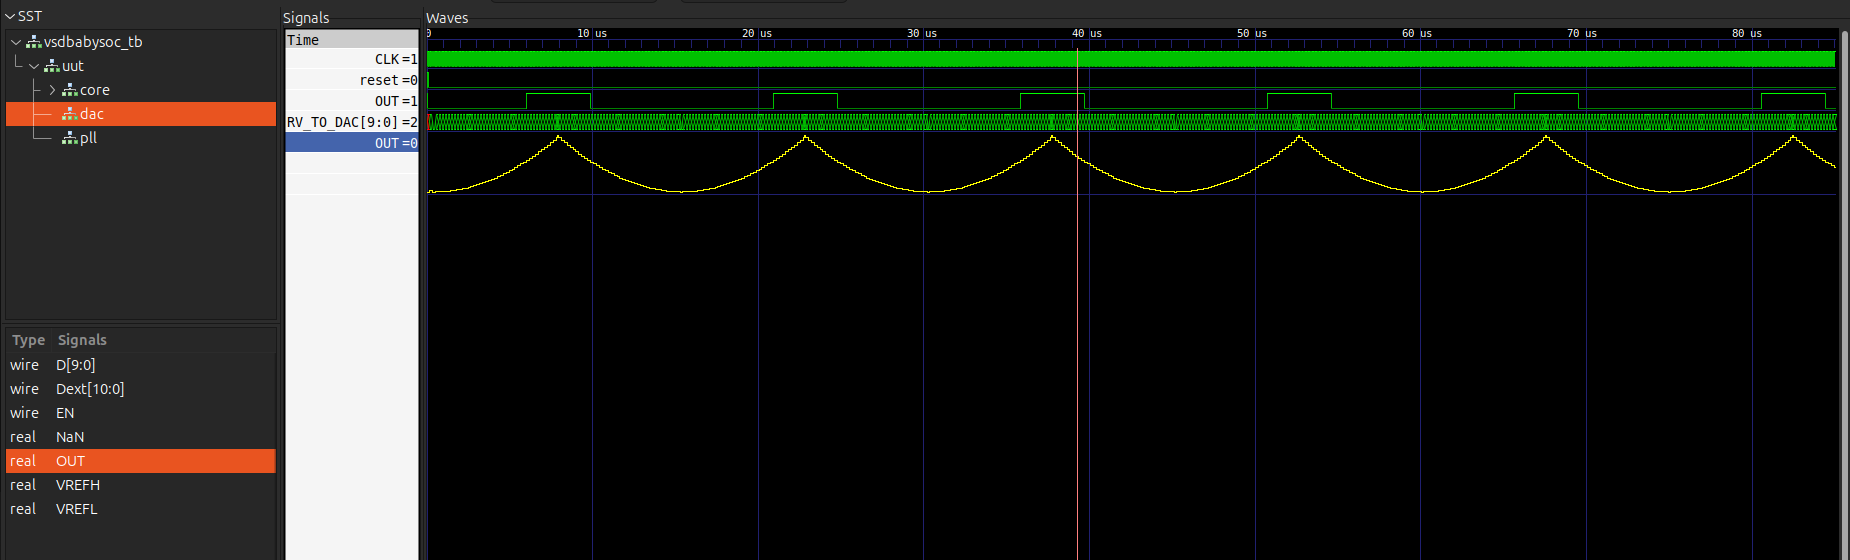 SST
vsdbabysoc_tb
uut
core
dac
pll
Type Signals
wire D[9:0]
wire Dext[10:0]
wire EN
real NaN
real OUT
real VREFH
real VREFL
Signals
Time
CLK=1
reset=0
OUT=1
RV_TO_DAC[9:0]=2
OUT=0
Waves
0 10 us 20 us 30 us 40 us 50 us 60 us 70 us 80 us